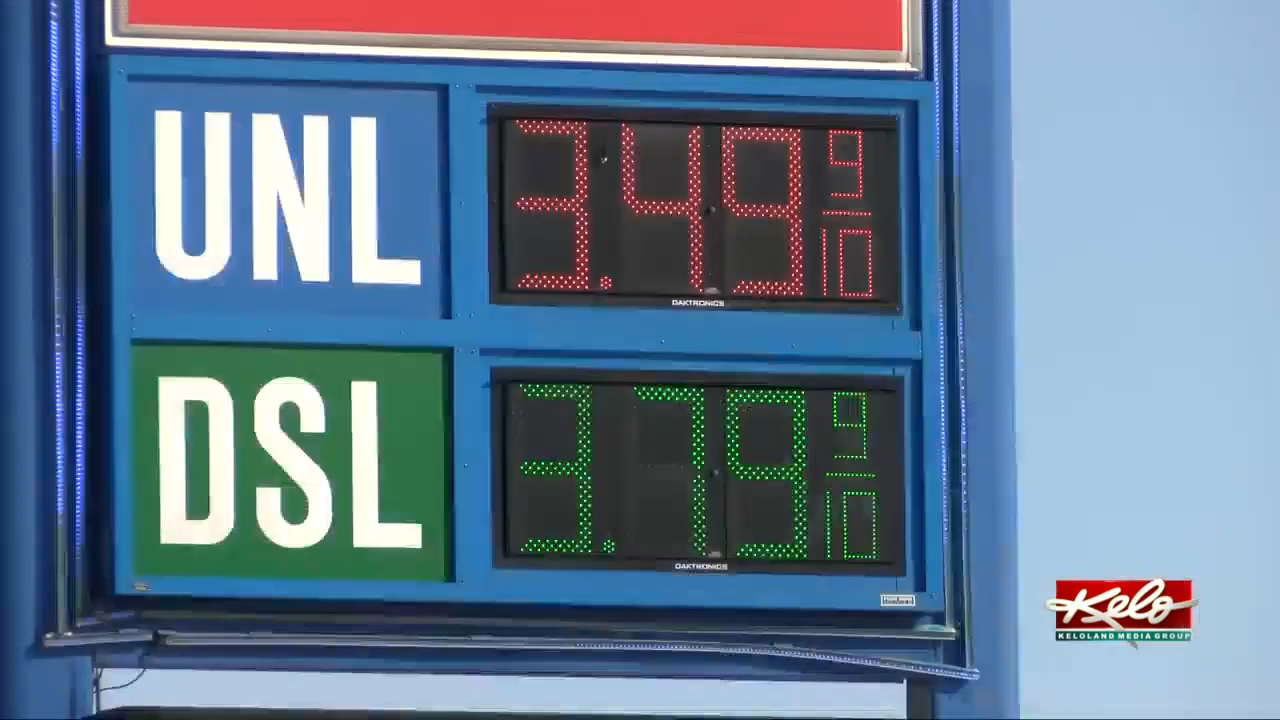 UNL 3.49 9/10
DAKTRONICS
DSL 3.79 9/10
DAKTRONICS
Kelo
KELOLAND MEDIA GROUP